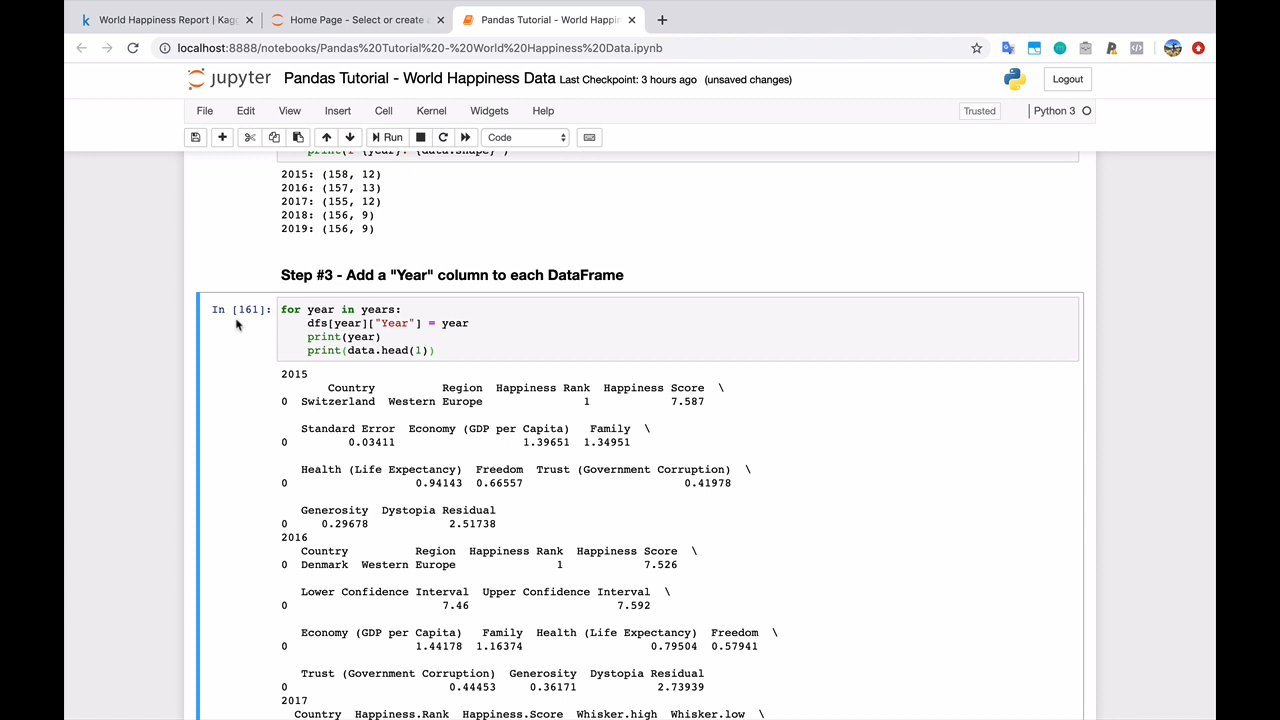 World Happiness Report | Kagg
Home Page - Select or create a
Pandas Tutorial - World Happin
localhost:8888/notebooks/Pandas%20Tutorial%20-%20World%20Happiness%20Data.ipynb
jupyter Pandas Tutorial - World Happiness Data Last Checkpoint: 3 hours ago (unsaved changes)
Logout
File Edit View Insert Cell Kernel Widgets Help
Trusted Python 3 O
Run Code
2015: (158, 12)
2016: (157, 13)
2017: (155, 12)
2018: (156, 9)
2019: (156, 9)
Step #3 - Add a "Year" column to each DataFrame
In [161]: for year in years:
dfs[year]["Year"] = year
print(year)
print(data.head(1))
2015
Country Region Happiness Rank Happiness Score \
0 Switzerland Western Europe 1 7.587
Standard Error Economy (GDP per Capita) Family \
0 0.03411 1.39651 1.34951
Health (Life Expectancy) Freedom Trust (Government Corruption) \
0 0.94143 0.66557 0.41978
Generosity Dystopia Residual
0 0.29678 2.51738
2016
Country Region Happiness Rank Happiness Score \
0 Denmark Western Europe 1 7.526
Lower Confidence Interval Upper Confidence Interval \
0 7.46 7.592
Economy (GDP per Capita) Family Health (Life Expectancy) Freedom \
0 1.44178 1.16374 0.79504 0.57941
Trust (Government Corruption) Generosity Dystopia Residual
0 0.44453 0.36171 2.73939
2017
Country Happiness.Rank Happiness.Score Whisker.high Whisker.low \